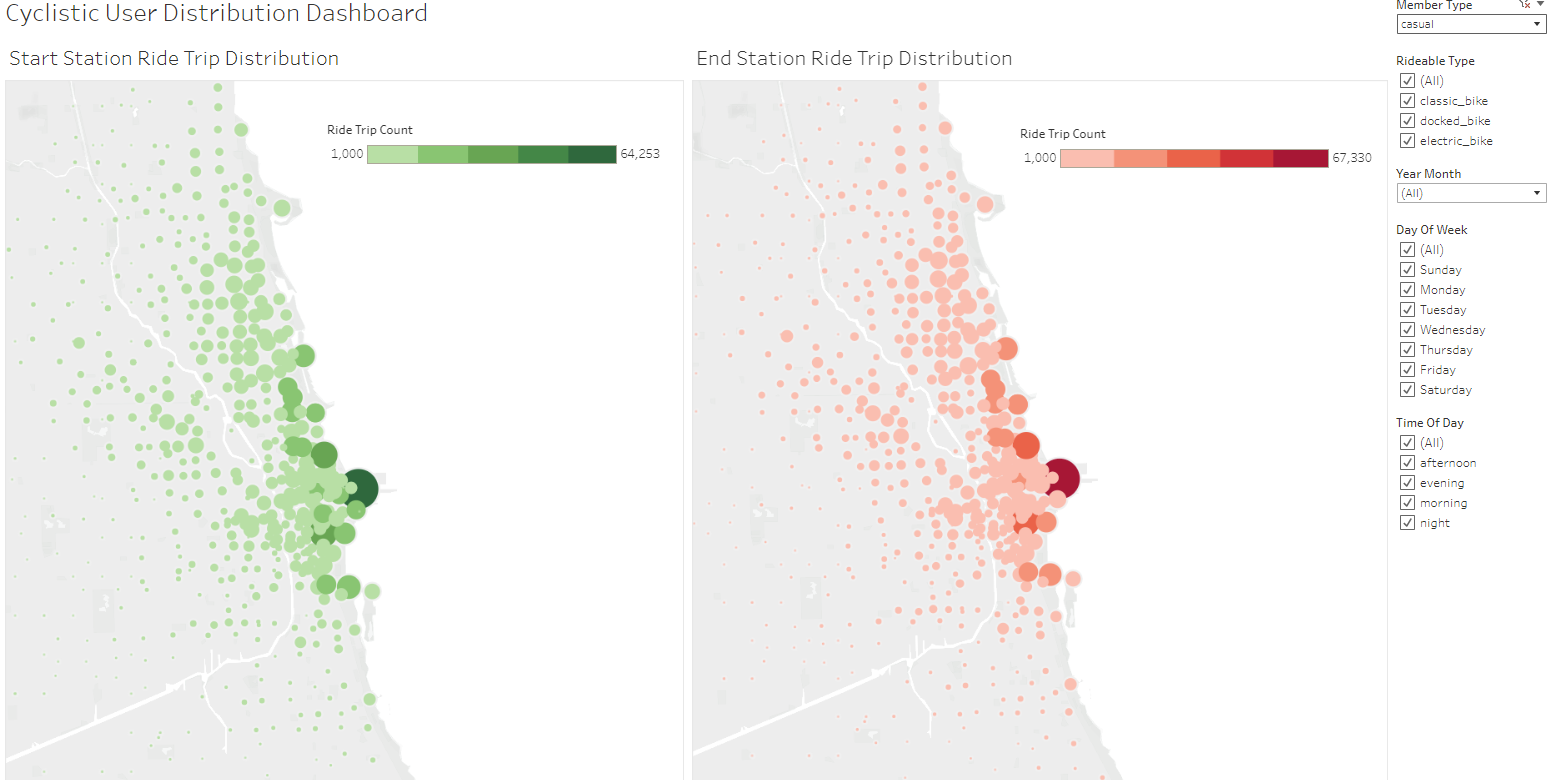 Cyclistic User Distribution Dashboard
Start Station Ride Trip Distribution
Ride Trip Count
1,000
64,253
End Station Ride Trip Distribution
Ride Trip Count
1,000
67,330
Member Type
casual
Rideable Type
(All)
classic_bike
docked_bike
electric_bike
Year Month
(All)
Day Of Week
(All)
Sunday
Monday
Tuesday
Wednesday
Thursday
Friday
Saturday
Time Of Day
(All)
afternoon
evening
morning
night